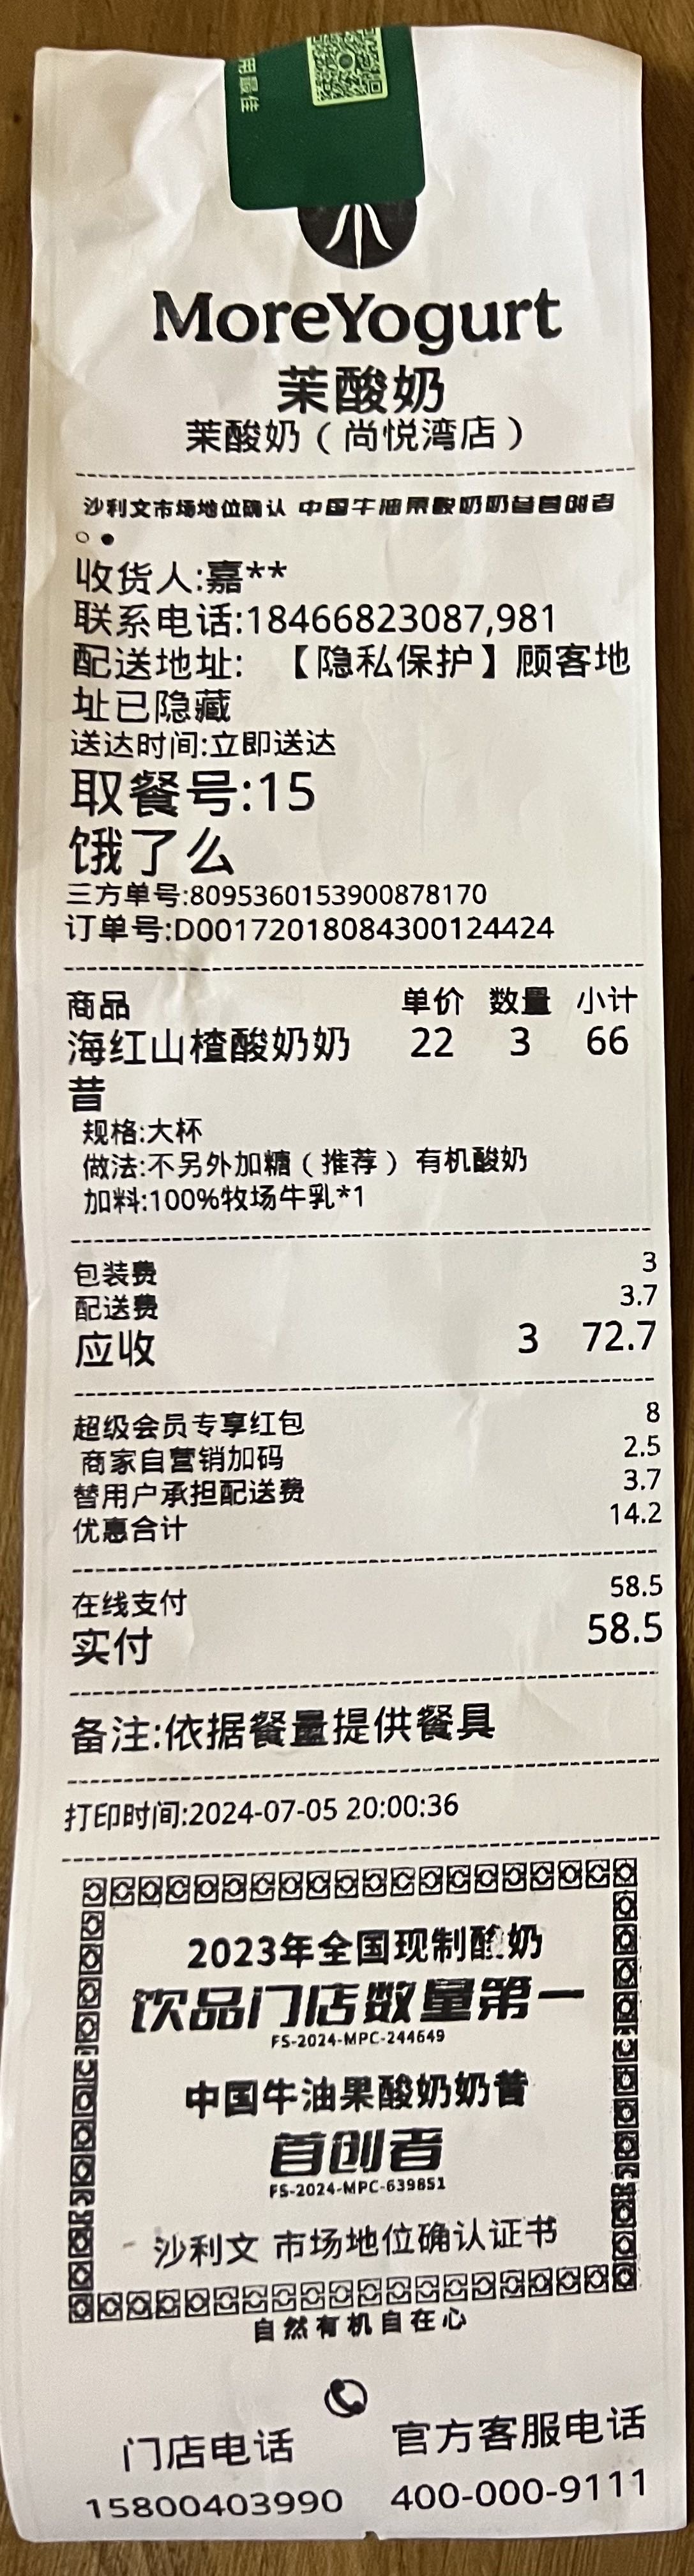 用最佳
MoreYogurt
茉酸奶
茉酸奶（尚悦湾店）
沙利文市场地位确认 中国牛油果酸奶奶昔首创者
收货人:嘉**
联系电话:18466823087,981
配送地址: 【隐私保护】顾客地
址已隐藏
送达时间:立即送达
取餐号:15
饿了么
三方单号:8095360153900878170
订单号:D00172018084300124424
商品 单价 数量 小计
海红山楂酸奶奶 22 3 66
昔
规格:大杯
做法:不另外加糖（推荐） 有机酸奶
加料:100%牧场牛乳*1
包装费 3
配送费 3.7
应收 3 72.7
超级会员专享红包 8
商家自营销加码 2.5
替用户承担配送费 3.7
优惠合计 14.2
在线支付 58.5
实付 58.5
备注:依据餐量提供餐具
打印时间:2024-07-05 20:00:36
2023年全国现制酸奶
饮品门店数量第一
FS-2024-MPC-244649
中国牛油果酸奶奶昔
首创者
FS-2024-MPC-639851
沙利文 市场地位确认证书
自然有机自在心
门店电话 官方客服电话
15800403990 400-000-9111